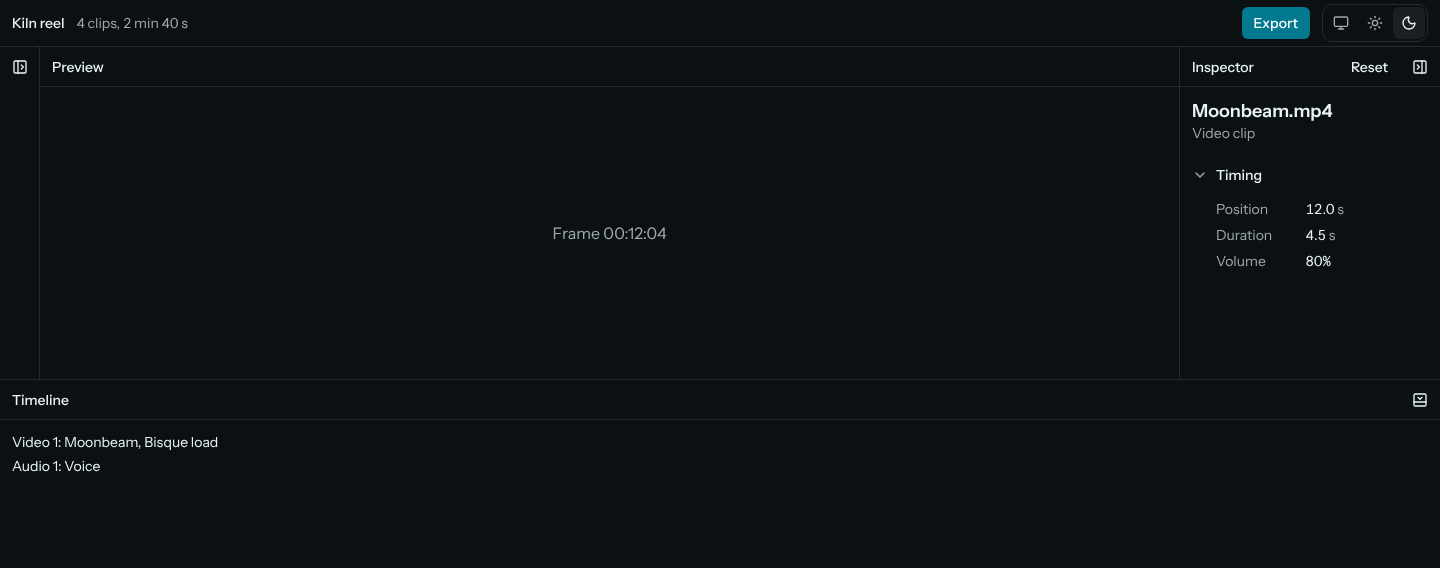 Kiln reel 4 clips, 2 min 40 s
Export
Preview
Inspector Reset
Frame 00:12:04
Moonbeam.mp4
Video clip
Timing
Position 12.0 s
Duration 4.5 s
Volume 80%
Timeline
Video 1: Moonbeam, Bisque load
Audio 1: Voice